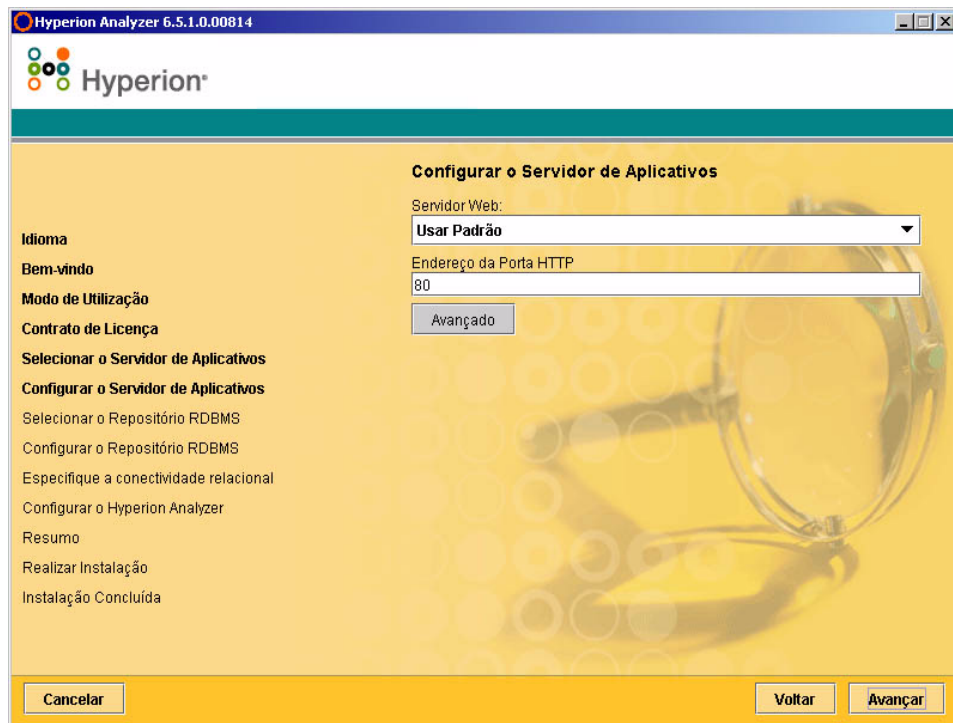 Hyperion Analyzer 6.5.1.0.00814
Hyperion
Configurar o Servidor de Aplicativos
Servidor Web:
Usar Padrão
Endereço da Porta HTTP
80
Avançado
Idioma
Bem-vindo
Modo de Utilização
Contrato de Licença
Selecionar o Servidor de Aplicativos
Configurar o Servidor de Aplicativos
Selecionar o Repositório RDBMS
Configurar o Repositório RDBMS
Especifique a conectividade relacional
Configurar o Hyperion Analyzer
Resumo
Realizar Instalação
Instalação Concluída
Cancelar
Voltar
Avançar